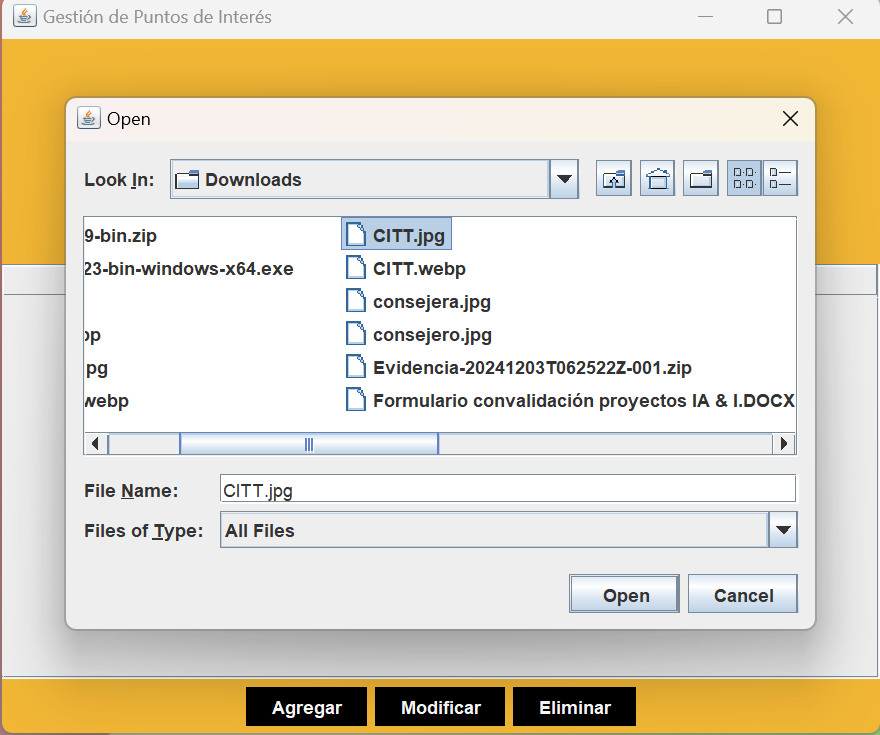 Gestión de Puntos de Interés
Open
Look In:
Downloads
9-bin.zip
23-bin-windows-x64.exe
pg
webp
CITT.jpg
CITT.webp
consejera.jpg
consejero.jpg
Evidencia-20241203T062522Z-001.zip
Formulario convalidación proyectos IA & I.DOCX
File Name:
CITT.jpg
Files of Type:
All Files
Open
Cancel
Agregar
Modificar
Eliminar